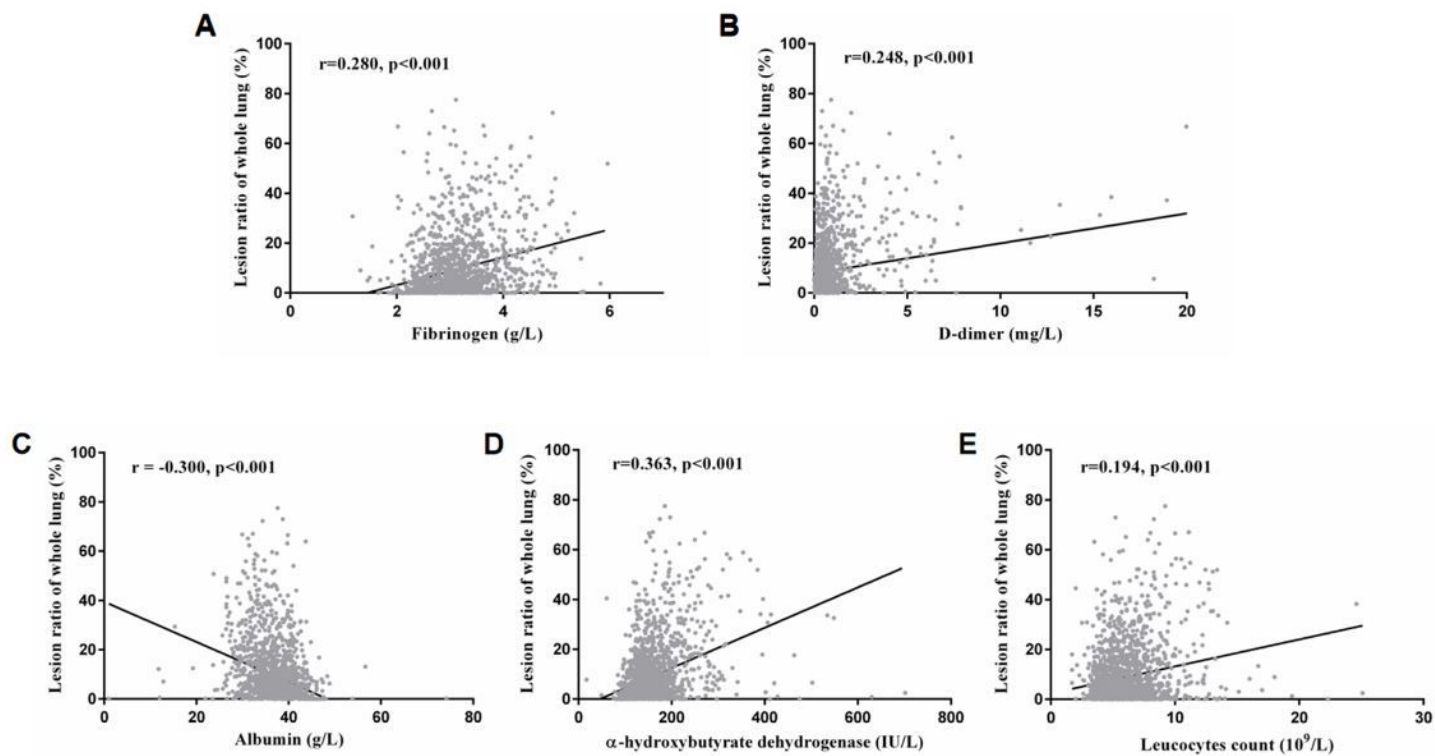 A
r=0.280, p<0.001
Lesion ratio of whole lung (%)
100
80
60
40
20
0
0 2 4 6
Fibrinogen (g/L)
B
r=0.248, p<0.001
Lesion ratio of whole lung (%)
100
80
60
40
20
0
0 5 10 15 20
D-dimer (mg/L)
C
r = -0.300, p<0.001
Lesion ratio of whole lung (%)
100
80
60
40
20
0
0 20 40 60 80
Albumin (g/L)
D
r=0.363, p<0.001
Lesion ratio of whole lung (%)
100
80
60
40
20
0
0 200 400 600 800
α-hydroxybutyrate dehydrogenase (IU/L)
E
r=0.194, p<0.001
Lesion ratio of whole lung (%)
100
80
60
40
20
0
0 10 20 30
Leucocytes count (10⁹/L)